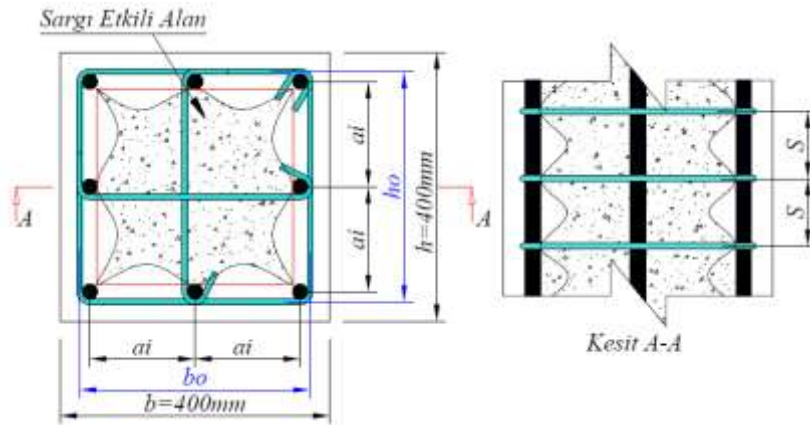 Sargı Etkili Alan
ai
ai
ho
h=400mm
A
A
ai
ai
bo
b=400mm
S
S
Kesit A-A